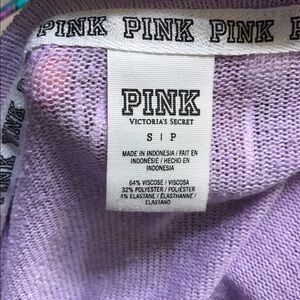 PINK PINK PINK PINK
PINK
VICTORIA'S SECRET
S | P
MADE IN INDONESIA / FAIT EN
INDONÉSIE / HECHO EN
INDONESIA
64% VISCOSE / VISCOSA
32% POLYESTER / POLIÉSTER
4% ELASTANE / ÉLASTHANNE /
ELASTANO
PINK
PINK
PINK